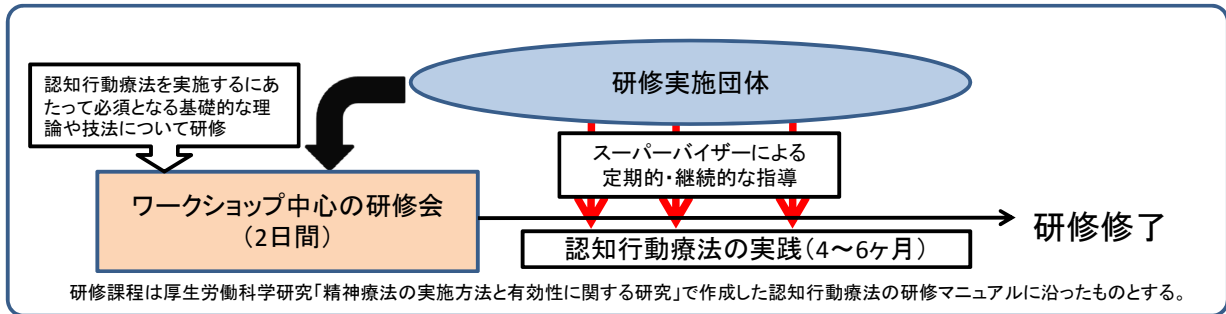 研修実施団体
認知行動療法を実施するにあ
たって必須となる基礎的な理
論や技法について研修
スーパーバイザーによる
定期的・継続的な指導
ワークショップ中心の研修会
（2日間）
研修修了
認知行動療法の実践（4～6ヶ月）
研修課程は厚生労働科学研究「精神療法の実施方法と有効性に関する研究」で作成した認知行動療法の研修マニュアルに沿ったものとする。